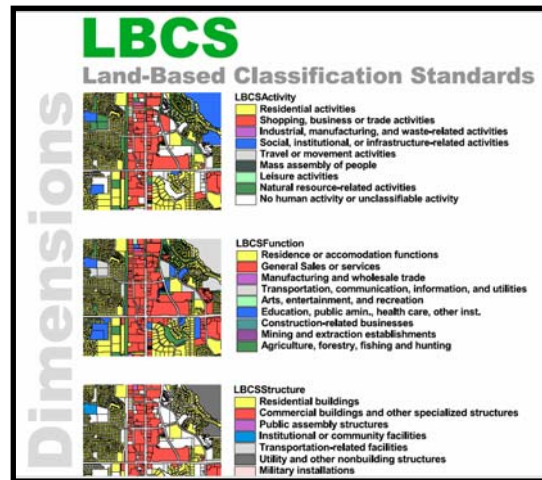 LBCS
Land-Based Classification Standards
Dimensions
LBCSActivity
Residential activities
Shopping, business or trade activities
Industrial, manufacturing, and waste-related activities
Social, institutional, or infrastructure-related activities
Travel or movement activities
Mass assembly of people
Leisure activities
Natural resource-related activities
No human activity or unclassifiable activity
LBCSFunction
Residence or accomodation functions
General Sales or services
Manufacturing and wholesale trade
Transportation, communication, information, and utilities
Arts, entertainment, and recreation
Education, public amin., health care, other inst.
Construction-related businesses
Mining and extraction establishments
Agriculture, forestry, fishing and hunting
LBCSStructure
Residential buildings
Commercial buildings and other specialized structures
Public assembly structures
Institutional or community facilities
Transportation-related facilities
Utility and other nonbuilding structures
Military installations